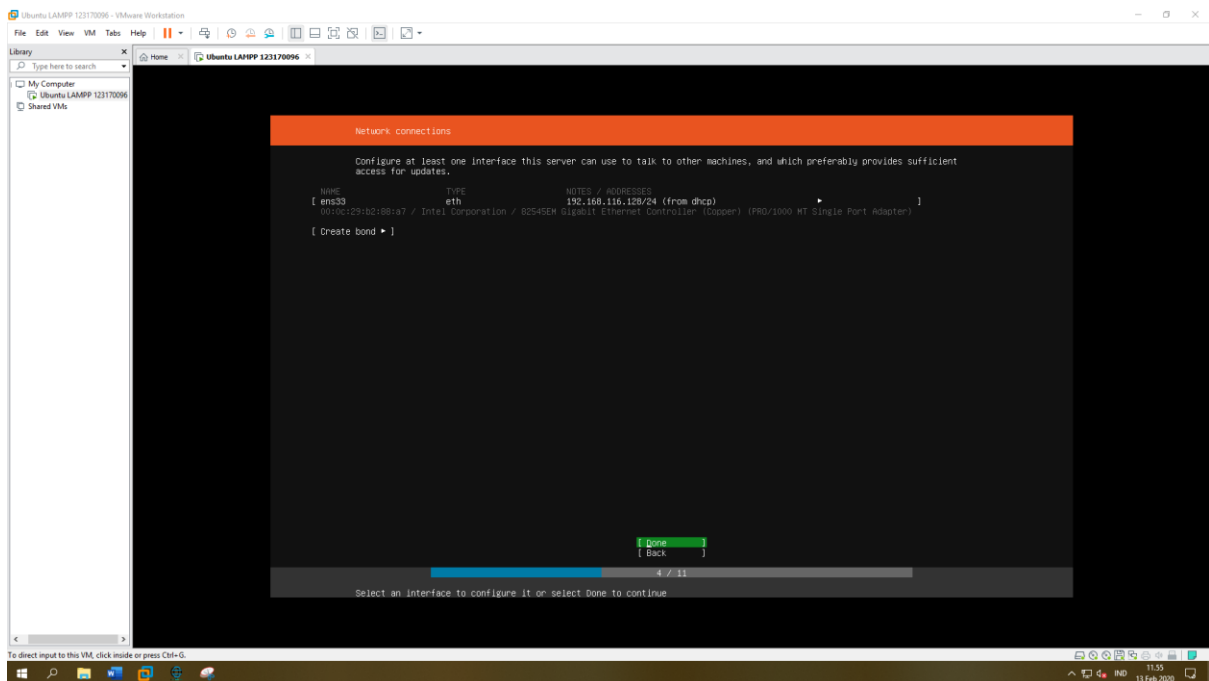 Ubuntu LAMPP 123170096 - VMware Workstation
File Edit View VM Tabs Help
Library
Home
Ubuntu LAMPP 123170096
Type here to search
My Computer
Ubuntu LAMPP 123170096
Shared VMs
Network connections
Configure at least one interface this server can use to talk to other machines, and which preferably provides sufficient
access for updates.
NAME TYPE NOTES / ADDRESSES
[ ens33 eth 192.168.116.128/24 (from dhcp) ► ]
00:0c:29:b2:88:a7 / Intel Corporation / 82545EM Gigabit Ethernet Controller (Copper) (PRO/1000 MT Single Port Adapter)
[ Create bond ► ]
[ Done ]
[ Back ]
4 / 11
Select an interface to configure it or select Done to continue
To direct input to this VM, click inside or press Ctrl+G.
IND
11.55
13 Feb 2020